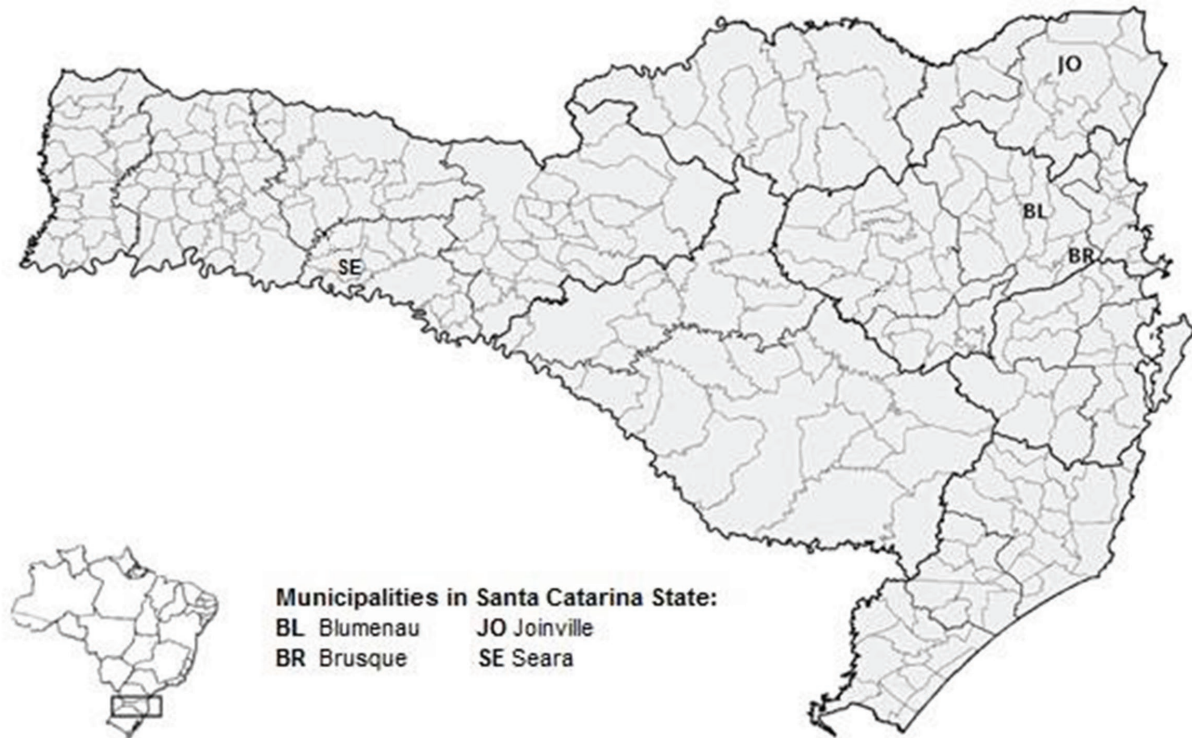 JO
BL
BR
SE
Municipalities in Santa Catarina State:
BL Blumenau JO Joinville
BR Brusque SE Seara